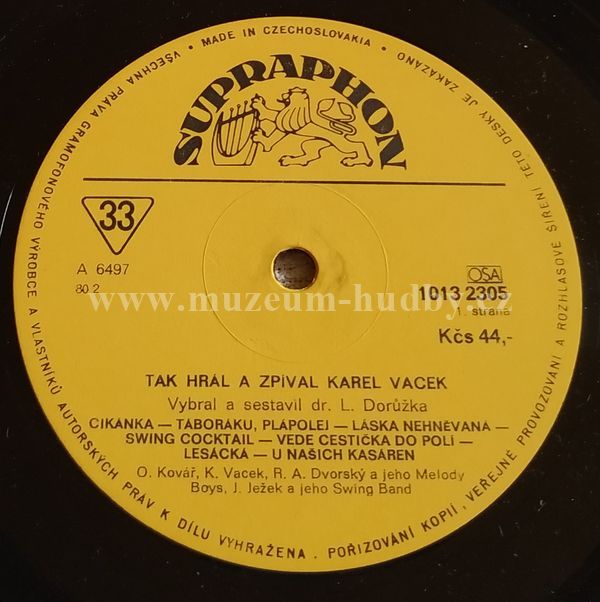 VŠECHNA PRÁVA GRAMOFONOVÉHO VÝROBCE A VLASTNÍKŮ AUTORSKÝCH PRÁV K DÍLU VYHRAŽENA . POŘIZOVÁNÍ KOPIÍ, VEŘEJNÉ PROVOZOVÁNÍ A ROZHLASOVÉ ŠÍŘENÍ TÉTO DESKY JE ZAKÁZÁNO
• MADE IN CZECHOSLOVAKIA •
SUPRAPHON
33
A 6497
80 2
OSA
1013 2305
1. strana
Kčs 44,-
www.muzeum-hudby.cz
TAK HRÁL A ZPÍVAL KAREL VACEK
Vybral a sestavil dr. L. Dorůžka
CIKÁNKA — TÁBORÁKU, PLÁPOLEJ — LÁSKA NEHNĚVANÁ —
SWING COCKTAIL — VEDE CESTIČKA DO POLÍ —
LESÁCKÁ — U NAŠICH KASÁREN
O. Kovář, K. Vacek, R. A. Dvorský a jeho Melody
Boys, J. Ježek a jeho Swing Band